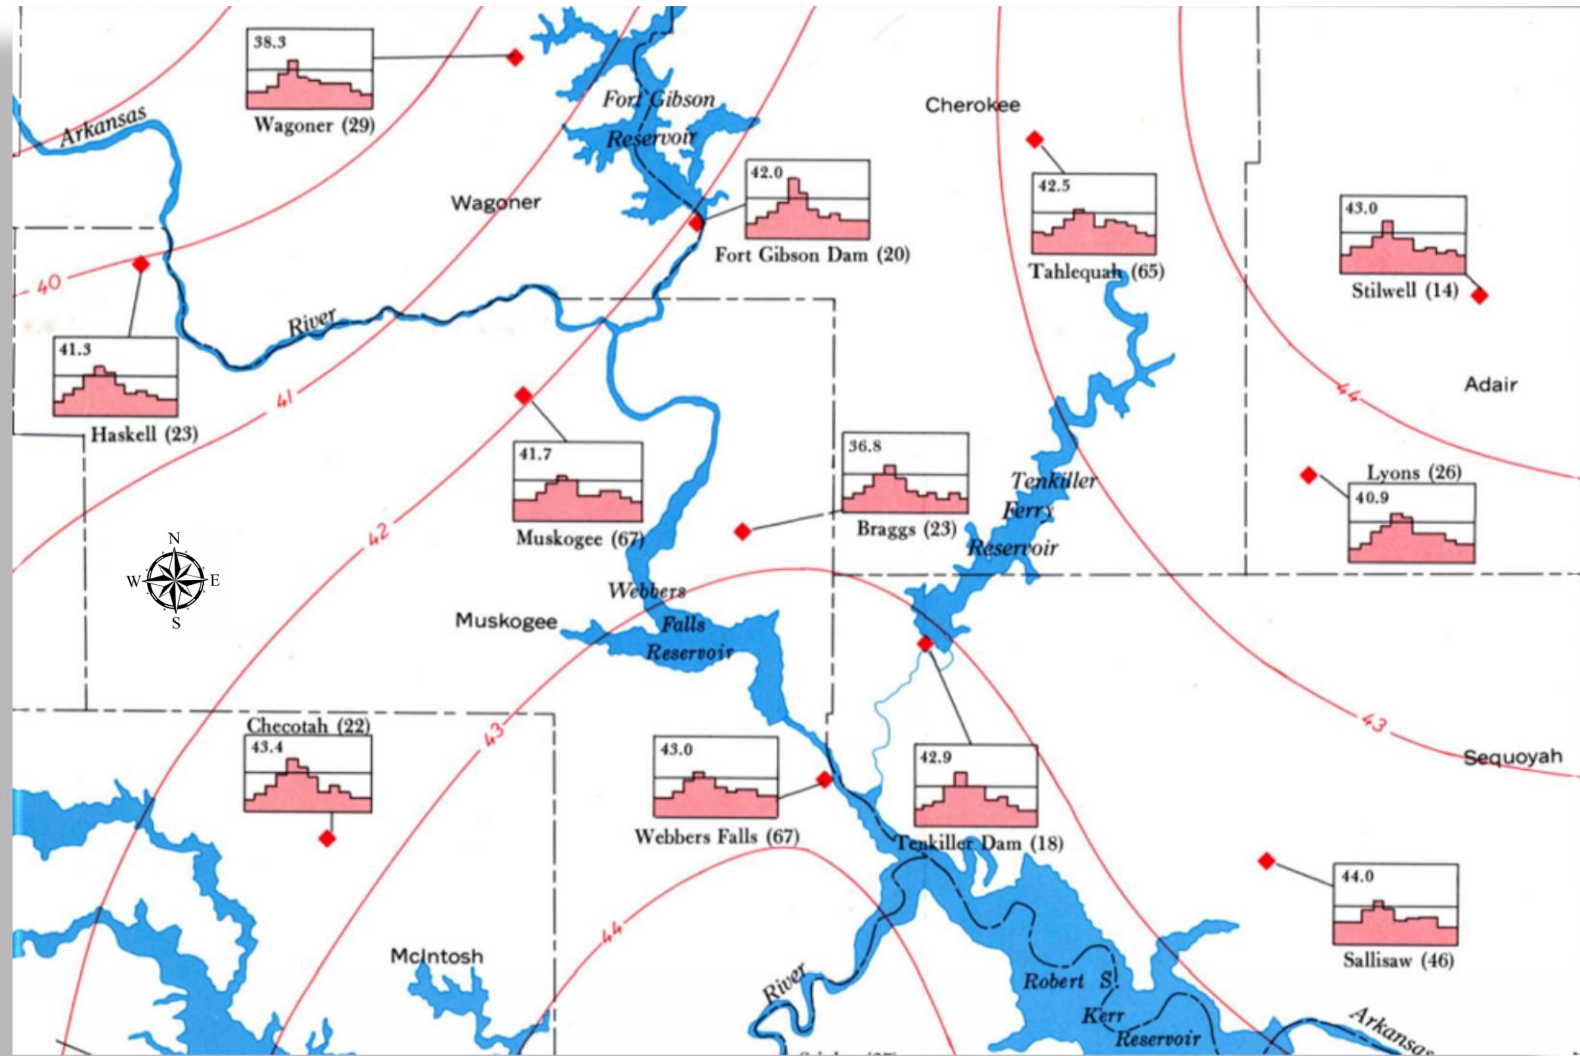 38.3
Wagoner (29)
Arkansas
Fort Gibson
Reservoir
Cherokee
42.5
Tahlequah (65)
42.0
Fort Gibson Dam (20)
Wagoner
43.0
Stilwell (14)
40
River
41.3
Haskell (23)
41
44
Adair
41.7
Muskogee (67)
36.8
Braggs (23)
Tenkiller
Ferry
Reservoir
Lyons (26)
40.9
42
N
W
E
S
Webbers
Falls
Reservoir
Muskogee
Checotah (22)
43.4
43
43.0
Webbers Falls (67)
42.9
Tenkiller Dam (18)
43
Sequoyah
44
44.0
Sallisaw (46)
McIntosh
River
Robert S.
Kerr
Reservoir
Arkansas